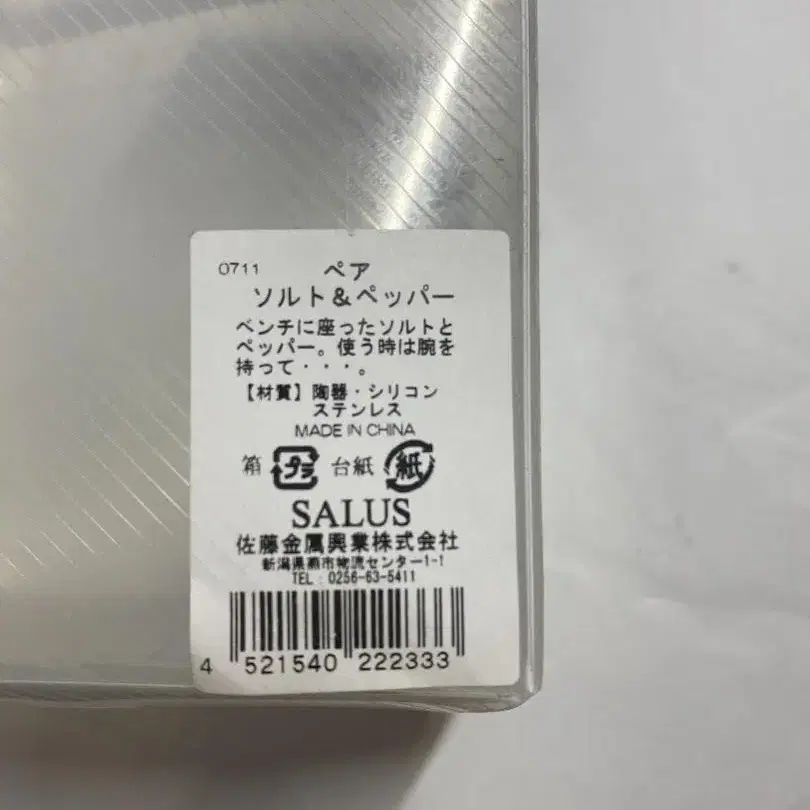 0711 ペア
ソルト&ペッパー
ベンチに座ったソルトと
ペッパー。使う時は腕を
持って・・・。
【材質】陶器・シリコン
ステンレス
MADE IN CHINA
箱 プラ 台紙 紙
SALUS
佐藤金属興業株式会社
新潟県燕市物流センター1-1
TEL:0256-63-5411
4 521540 222333